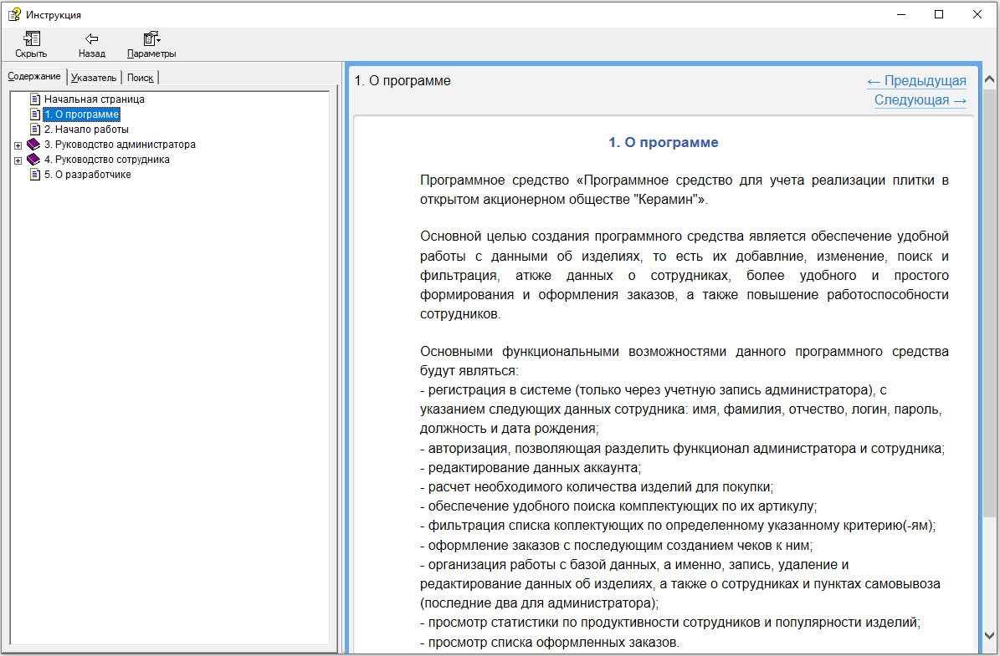 Инструкция
Скрыть
Назад
Параметры
Содержание
Указатель
Поиск
Начальная страница
1. О программе
2. Начало работы
3. Руководство администратора
4. Руководство сотрудника
5. О разработчике
1. О программе
← Предыдущая
Следующая →
1. О программе
Программное средство «Программное средство для учета реализации плитки в
открытом акционерном обществе "Керамин"».
Основной целью создания программного средства является обеспечение удобной
работы с данными об изделиях, то есть их добавлние, изменение, поиск и
фильтрация, аткже данных о сотрудниках, более удобного и простого
формирования и оформления заказов, а также повышение работоспособности
сотрудников.
Основными функциональными возможностями данного программного средства
будут являться:
- регистрация в системе (только через учетную запись администратора), с
указанием следующих данных сотрудника: имя, фамилия, отчество, логин, пароль,
должность и дата рождения;
- авторизация, позволяющая разделить функционал администратора и сотрудника;
- редактирование данных аккаунта;
- расчет необходимого количества изделий для покупки;
- обеспечение удобного поиска комплектующих по их артикулу;
- фильтрация списка коплектующих по определенному указанному критерию(-ям);
- оформление заказов с последующим созданием чеков к ним;
- организация работы с базой данных, а именно, запись, удаление и
редактирование данных об изделиях, а также о сотрудниках и пунктах самовывоза
(последние два для администратора);
- просмотр статистики по продуктивности сотрудников и популярности изделий;
- просмотр списка оформленных заказов.